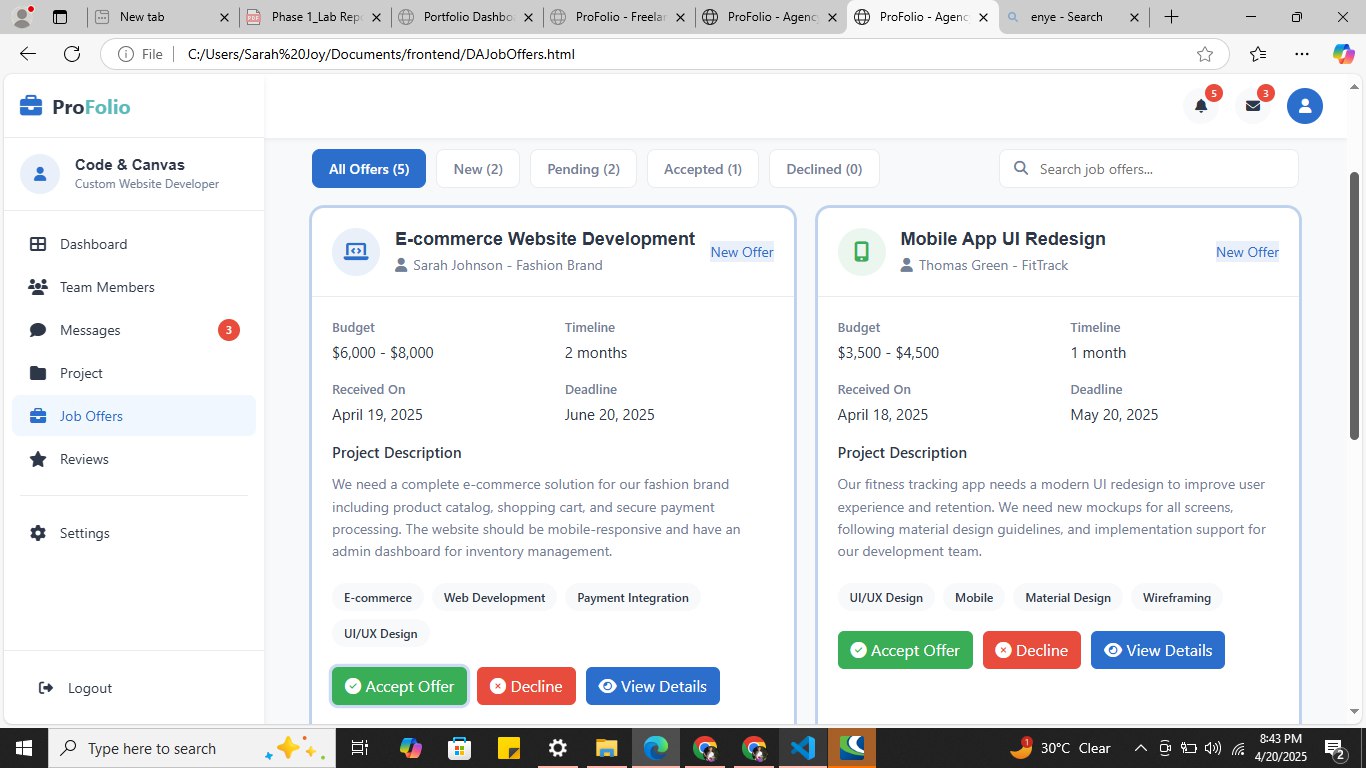 New tab
Phase 1_Lab Rep
Portfolio Dashbo
ProFolio - Freelan
ProFolio - Agency
ProFolio - Agenc
enye - Search
File
C:/Users/Sarah%20Joy/Documents/frontend/DAJobOffers.html
ProFolio
5
3
Code & Canvas
Custom Website Developer
Dashboard
Team Members
Messages
3
Project
Job Offers
Reviews
Settings
Logout
All Offers (5)
New (2)
Pending (2)
Accepted (1)
Declined (0)
Search job offers...
E-commerce Website Development
Sarah Johnson - Fashion Brand
New Offer
Budget
Timeline
$6,000 - $8,000
2 months
Received On
Deadline
April 19, 2025
June 20, 2025
Project Description
We need a complete e-commerce solution for our fashion brand
including product catalog, shopping cart, and secure payment
processing. The website should be mobile-responsive and have an
admin dashboard for inventory management.
E-commerce
Web Development
Payment Integration
UI/UX Design
Accept Offer
Decline
View Details
Mobile App UI Redesign
Thomas Green - FitTrack
New Offer
Budget
Timeline
$3,500 - $4,500
1 month
Received On
Deadline
April 18, 2025
May 20, 2025
Project Description
Our fitness tracking app needs a modern UI redesign to improve user
experience and retention. We need new mockups for all screens,
following material design guidelines, and implementation support for
our development team.
UI/UX Design
Mobile
Material Design
Wireframing
Accept Offer
Decline
View Details
Type here to search
30°C Clear
8:43 PM
4/20/2025
2